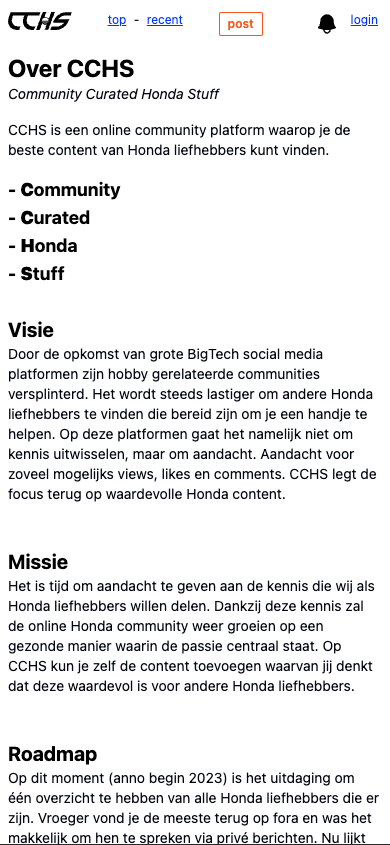 CCHS top - recent post login
Over CCHS
Community Curated Honda Stuff
CCHS is een online community platform waarop je de
beste content van Honda liefhebbers kunt vinden.
- Community
- Curated
- Honda
- Stuff
Visie
Door de opkomst van grote BigTech social media
platformen zijn hobby gerelateerde communities
versplinterd. Het wordt steeds lastiger om andere Honda
liefhebbers te vinden die bereid zijn om je een handje te
helpen. Op deze platformen gaat het namelijk niet om
kennis uitwisselen, maar om aandacht. Aandacht voor
zoveel mogelijks views, likes en comments. CCHS legt de
focus terug op waardevolle Honda content.
Missie
Het is tijd om aandacht te geven aan de kennis die wij als
Honda liefhebbers willen delen. Dankzij deze kennis zal
de online Honda community weer groeien op een
gezonde manier waarin de passie centraal staat. Op
CCHS kun je zelf de content toevoegen waarvan jij denkt
dat deze waardevol is voor andere Honda liefhebbers.
Roadmap
Op dit moment (anno begin 2023) is het uitdaging om
één overzicht te hebben van alle Honda liefhebbers die er
zijn. Vroeger vond je de meeste terug op fora en was het
makkelijk om hen te spreken via privé berichten. Nu lijkt